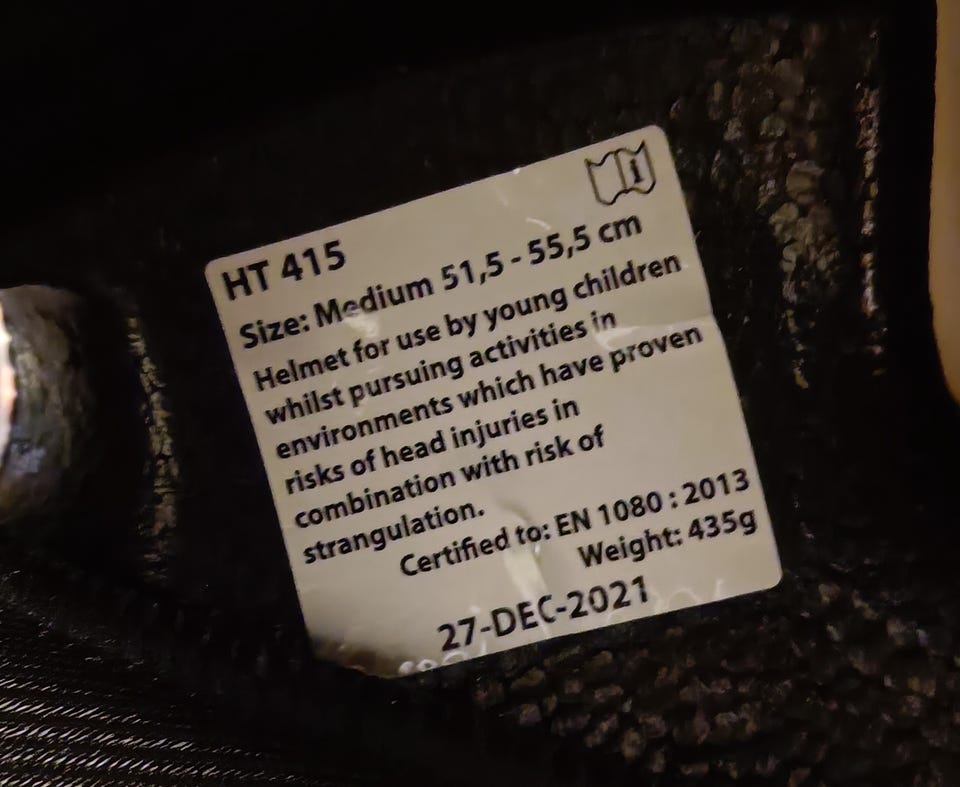 HT 415
Size: Medium 51,5 - 55,5 cm
Helmet for use by young children
whilst pursuing activities in
environments which have proven
risks of head injuries in
combination with risk of
strangulation.
Certified to: EN 1080 : 2013
Weight: 435g
27-DEC-2021